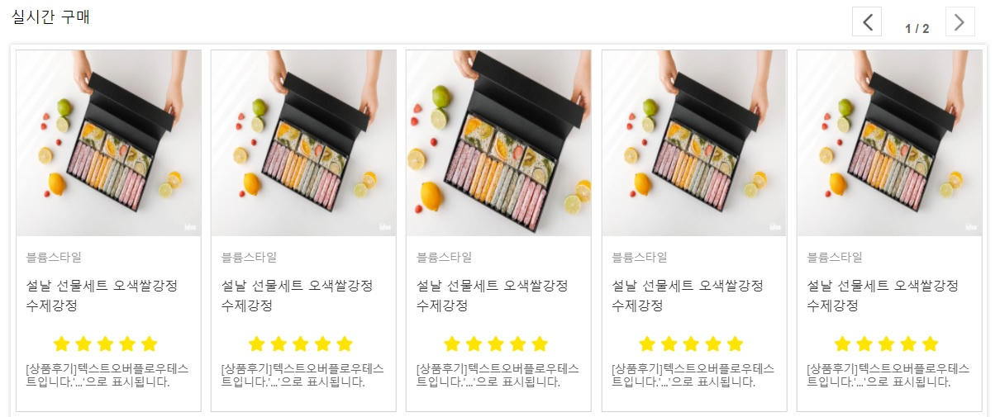 실시간 구매
1 / 2
블룸스타일
설날 선물세트 오색쌀강정
수제강정
[상품후기]텍스트오버플로우테스
트입니다.'...'으로 표시됩니다.
블룸스타일
설날 선물세트 오색쌀강정
수제강정
[상품후기]텍스트오버플로우테스
트입니다.'...'으로 표시됩니다.
블룸스타일
설날 선물세트 오색쌀강정
수제강정
[상품후기]텍스트오버플로우테스
트입니다.'...'으로 표시됩니다.
블룸스타일
설날 선물세트 오색쌀강정
수제강정
[상품후기]텍스트오버플로우테스
트입니다.'...'으로 표시됩니다.
블룸스타일
설날 선물세트 오색쌀강정
수제강정
[상품후기]텍스트오버플로우테스
트입니다.'...'으로 표시됩니다.